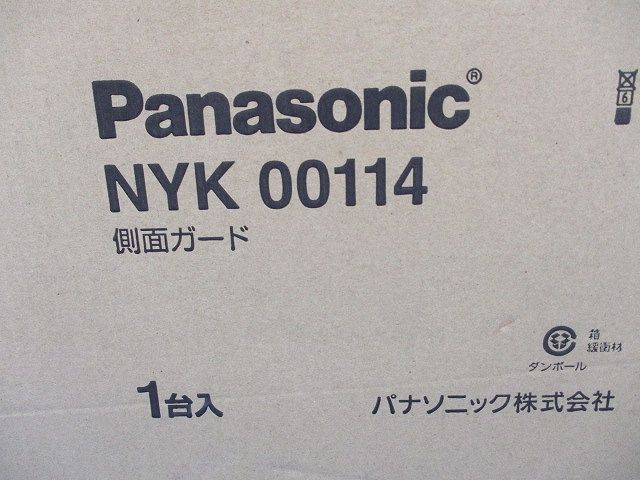 Panasonic®
NYK 00114
側面ガード
6
箱
緩衝材
ダンボール
1台入
パナソニック株式会社